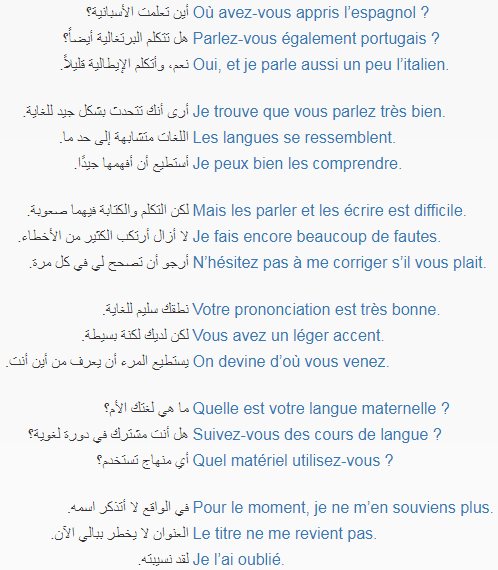 أين تعلمت الأسبانية؟ Où avez-vous appris l’espagnol ?
هل تتكلم البرتغالية أيضاً؟ Parlez-vous également portugais ?
نعم، وأتكلم الإيطالية قليلاً. Oui, et je parle aussi un peu l’italien.
أرى أنك تتحدث بشكل جيد للغاية. Je trouve que vous parlez très bien.
اللغات متشابهة إلى حد ما. Les langues se ressemblent.
أستطيع أن أفهمها جيدًا. Je peux bien les comprendre.
لكن التكلم والكتابة فيهما صعوبة. Mais les parler et les écrire est difficile.
لا أزال أرتكب الكثير من الأخطاء. Je fais encore beaucoup de fautes.
أرجو أن تصحح لي في كل مرة. N’hésitez pas à me corriger s’il vous plait.
نطقك سليم للغاية. Votre prononciation est très bonne.
لكن لديك لكنة بسيطة. Vous avez un léger accent.
يستطيع المرء أن يعرف من أين أنت. On devine d’où vous venez.
ما هي لغتك الأم؟ Quelle est votre langue maternelle ?
هل أنت مشترك في دورة لغوية؟ Suivez-vous des cours de langue ?
أي منهاج تستخدم؟ Quel matériel utilisez-vous ?
في الواقع لا أتذكر اسمه. Pour le moment, je ne m’en souviens plus.
العنوان لا يخطر ببالي الآن. Le titre ne me revient pas.
لقد نسيبته. Je l’ai oublié.